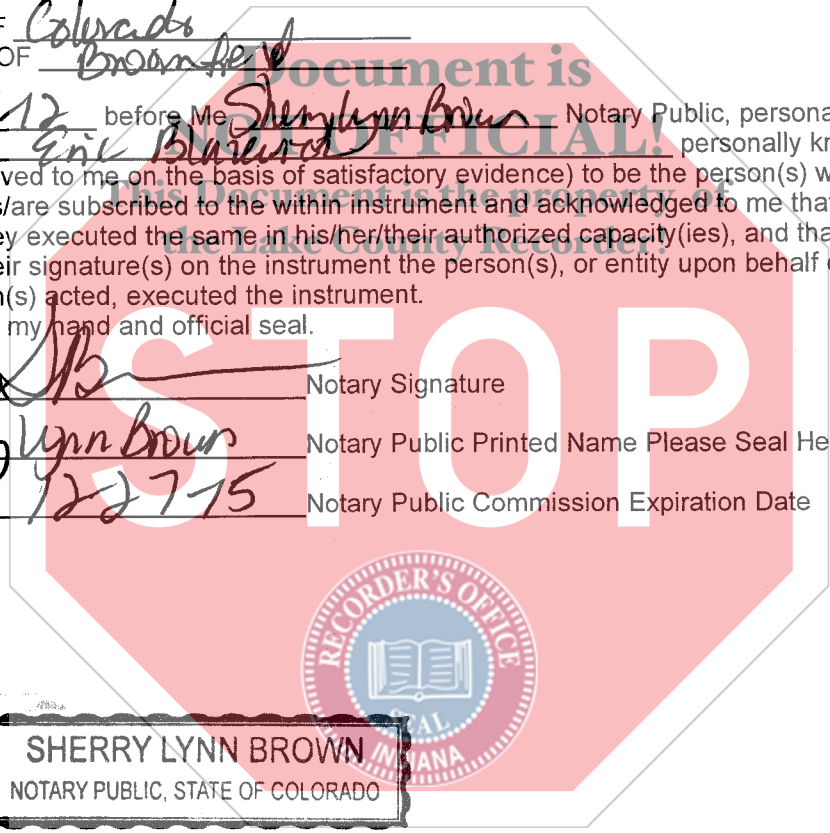 F Colorado
OF Broomfield
Document is
12 before Me Sherry Lynn Brown Notary Public, persona
NOT OFFICIAL!
Eric personally kn
ved to me on the basis of satisfactory evidence) to be the person(s) w
This Document is the property of
s/are subscribed to the within instrument and acknowledged to me that
ey executed the same in his/her/their authorized capacity(ies), and tha
the Lake County Recorder!
eir signature(s) on the instrument the person(s), or entity upon behalf o
n(s) acted, executed the instrument.
my hand and official seal.
STOP
Notary Signature
Lynn Brown Notary Public Printed Name Please Seal He
12-27-15 Notary Public Commission Expiration Date
RECORDER'S OFFICE
SEAL
INDIANA
SHERRY LYNN BROWN
NOTARY PUBLIC, STATE OF COLORADO